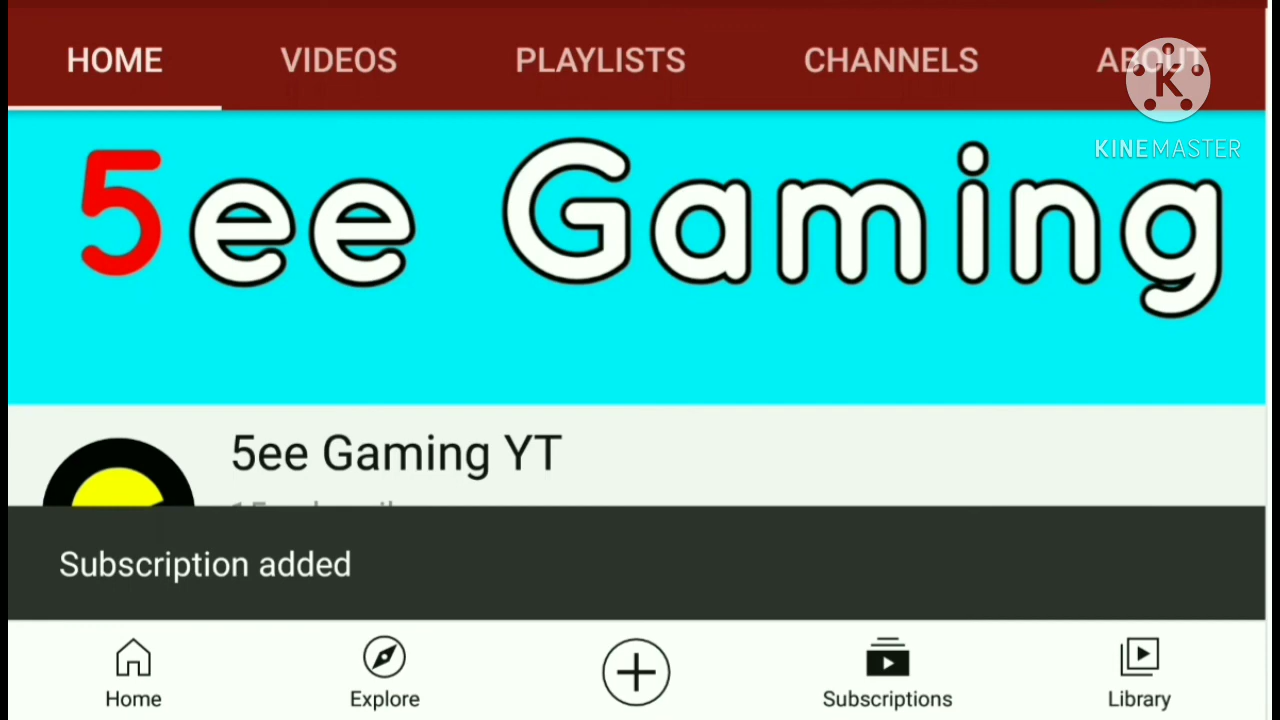 HOME VIDEOS PLAYLISTS CHANNELS ABOUT
K
KINEMASTER
5ee Gaming
5ee Gaming YT
Subscription added
Home Explore Subscriptions Library